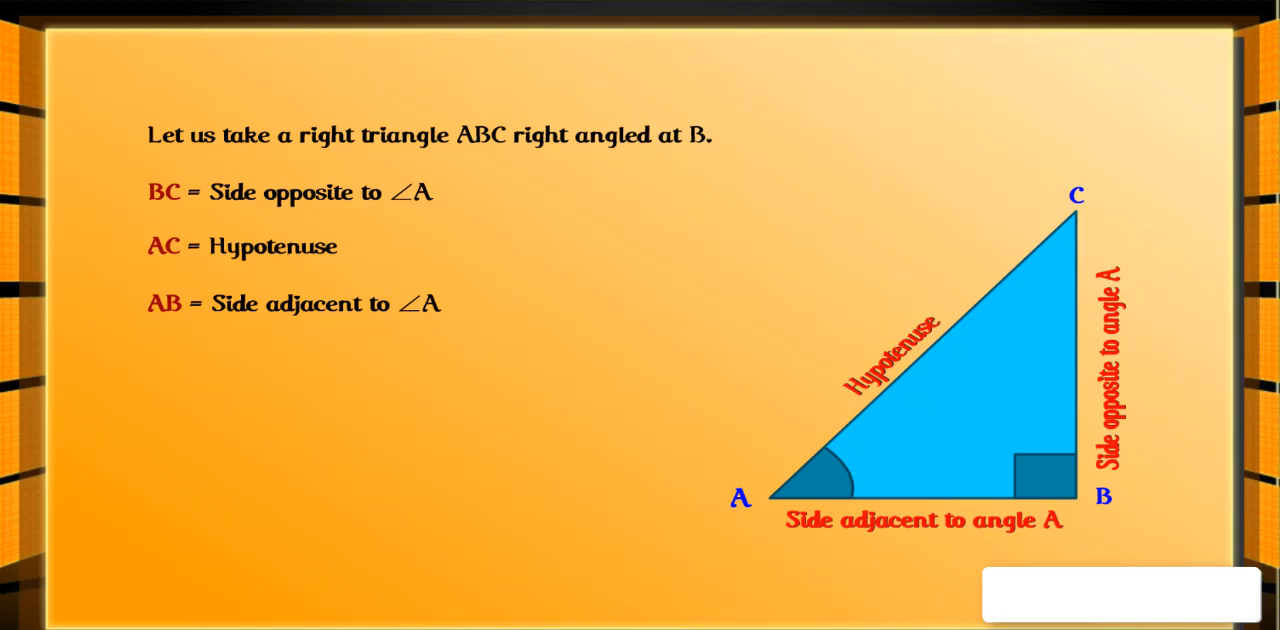 Let us take a right triangle ABC right angled at B.
BC = Side opposite to ∠A
AC = Hypotenuse
AB = Side adjacent to ∠A
C
Hypotenuse
Side opposite to angle A
A
B
Side adjacent to angle A